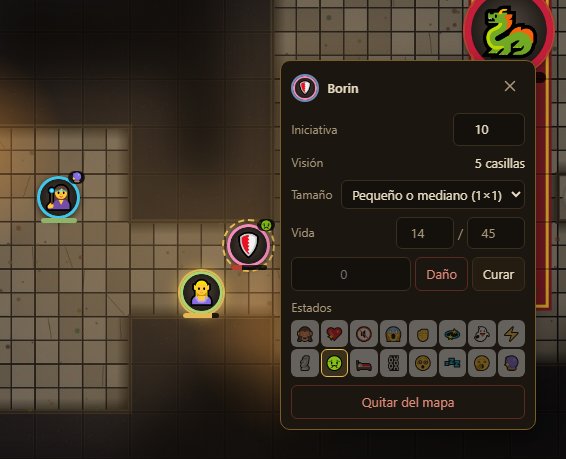 Borin
Iniciativa 10
Visión 5 casillas
Tamaño Pequeño o mediano (1×1)
Vida 14 / 45
0 Daño Curar
Estados
Quitar del mapa